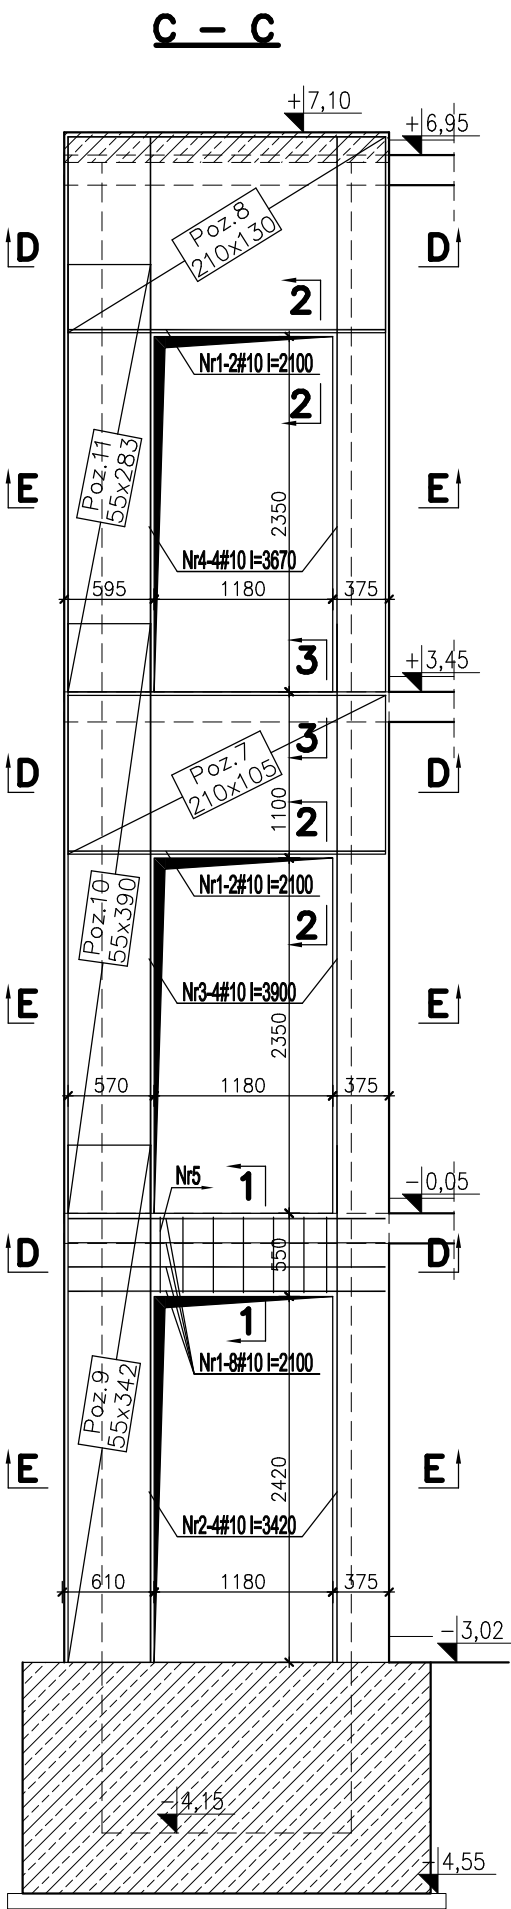 C – C
+7,10
+6,95
Poz.8
210x130
D
D
2
Nr1-2#10 l=2100
2
Poz.11
55x283
E
E
2350
Nr4-4#10 l=3670
595
1180
375
3
+3,45
3
Poz.7
210x105
D
D
1100
2
Nr1-2#10 l=2100
Poz.10
55x390
2
Nr3-4#10 l=3900
E
E
2350
570
1180
375
Nr5
1
-0,05
D
550
D
1
Nr1-8#10 l=2100
Poz.9
55x342
E
E
2420
Nr2-4#10 l=3420
610
1180
375
-3,02
-4,15
-4,55